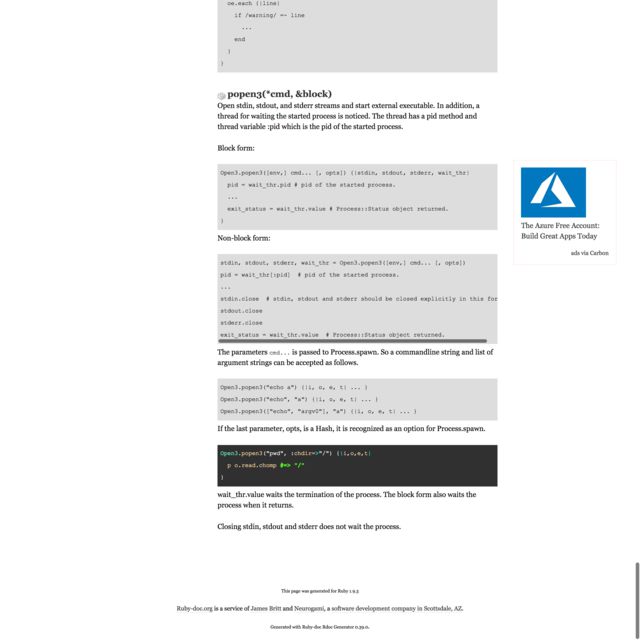 oe.each {|line|
if /warning/ =~ line
...
end
}
}
popen3(*cmd, &block)
Open stdin, stdout, and stderr streams and start external executable. In addition, a
thread for waiting the started process is noticed. The thread has a pid method and
thread variable :pid which is the pid of the started process.
Block form:
Open3.popen3([env,] cmd... [, opts]) {|stdin, stdout, stderr, wait_thr|
pid = wait_thr.pid # pid of the started process.
...
exit_status = wait_thr.value # Process::Status object returned.
}
Non-block form:
stdin, stdout, stderr, wait_thr = Open3.popen3([env,] cmd... [, opts])
pid = wait_thr[:pid]  # pid of the started process.
...
stdin.close  # stdin, stdout and stderr should be closed explicitly in this for
stdout.close
stderr.close
exit_status = wait_thr.value  # Process::Status object returned.
The parameters cmd... is passed to Process.spawn. So a commandline string and list of
argument strings can be accepted as follows.
Open3.popen3("echo a") {|i, o, e, t| ... }
Open3.popen3("echo", "a") {|i, o, e, t| ... }
Open3.popen3(["echo", "argv0"], "a") {|i, o, e, t| ... }
If the last parameter, opts, is a Hash, it is recognized as an option for Process.spawn.
Open3.popen3("pwd", :chdir=>"/") {|i,o,e,t|
p o.read.chomp #=> "/"
}
wait_thr.value waits the termination of the process. The block form also waits the
process when it returns.
Closing stdin, stdout and stderr does not wait the process.
The Azure Free Account:
Build Great Apps Today
ads via Carbon
This page was generated for Ruby 1.9.3
Ruby-doc.org is a service of James Britt and Neurogami, a software development company in Scottsdale, AZ.
Generated with Ruby-doc Rdoc Generator 0.39.0.